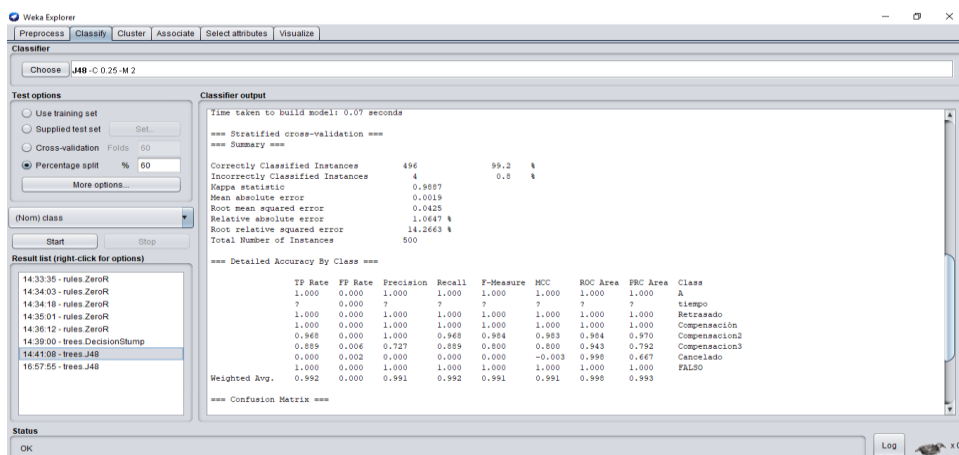 Weka Explorer
Preprocess Classify Cluster Associate Select attributes Visualize
Classifier
Choose J48 -C 0.25 -M 2
Test options
Use training set
Supplied test set Set...
Cross-validation Folds 60
Percentage split % 60
More options...
(Nom) class
Start Stop
Result list (right-click for options)
14:33:35 - rules.ZeroR
14:34:03 - rules.ZeroR
14:34:18 - rules.ZeroR
14:35:01 - rules.ZeroR
14:36:12 - rules.ZeroR
14:39:00 - trees.DecisionStump
14:41:08 - trees.J48
16:57:55 - trees.J48
Classifier output
Time taken to build model: 0.07 seconds
=== Stratified cross-validation ===
=== Summary ===
Correctly Classified Instances 496 99.2 %
Incorrectly Classified Instances 4 0.8 %
Kappa statistic 0.9887
Mean absolute error 0.0019
Root mean squared error 0.0425
Relative absolute error 1.0647 %
Root relative squared error 14.2663 %
Total Number of Instances 500
=== Detailed Accuracy By Class ===
TP Rate FP Rate Precision Recall F-Measure MCC ROC Area PRC Area Class
1.000 0.000 1.000 1.000 1.000 1.000 1.000 1.000 A
? 0.000 ? ? ? ? ? ? tiempo
1.000 0.000 1.000 1.000 1.000 1.000 1.000 1.000 Retrasado
1.000 0.000 1.000 1.000 1.000 1.000 1.000 1.000 Compensaciòn
0.968 0.000 1.000 0.968 0.984 0.983 0.984 0.970 Compensacion2
0.889 0.006 0.727 0.889 0.800 0.800 0.943 0.792 Compensacion3
0.000 0.002 0.000 0.000 0.000 -0.003 0.998 0.667 Cancelado
1.000 0.000 1.000 1.000 1.000 1.000 1.000 1.000 FALSO
Weighted Avg. 0.992 0.000 0.991 0.992 0.991 0.991 0.998 0.993
=== Confusion Matrix ===
Status
OK
Log
x 0